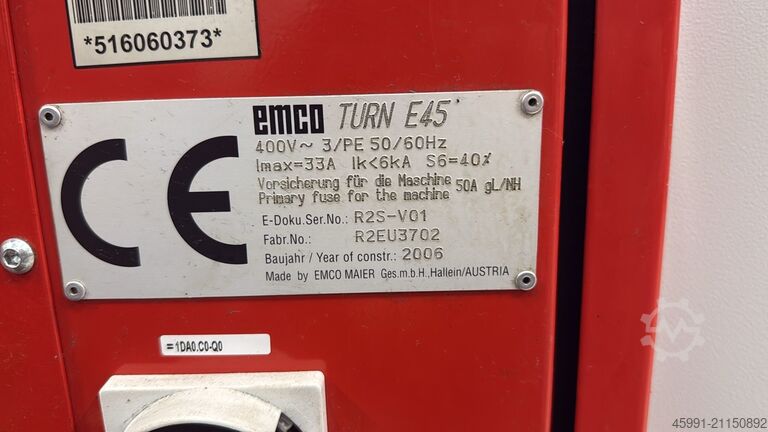 *516060373*
emco TURN E45
400V~ 3/PE 50/60Hz
Imax=33A Ik<6kA S6=40%
Vorsicherung für die Maschine 50A gL/NH
Primary fuse for the machine
E-Doku.Ser.No.: R2S-V01
Fabr.No.: R2EU3702
Baujahr / Year of constr.: 2006
Made by EMCO MAIER Ges.m.b.H.,Hallein/AUSTRIA
CE
=1DA0.C0-Q0
45991-21150892